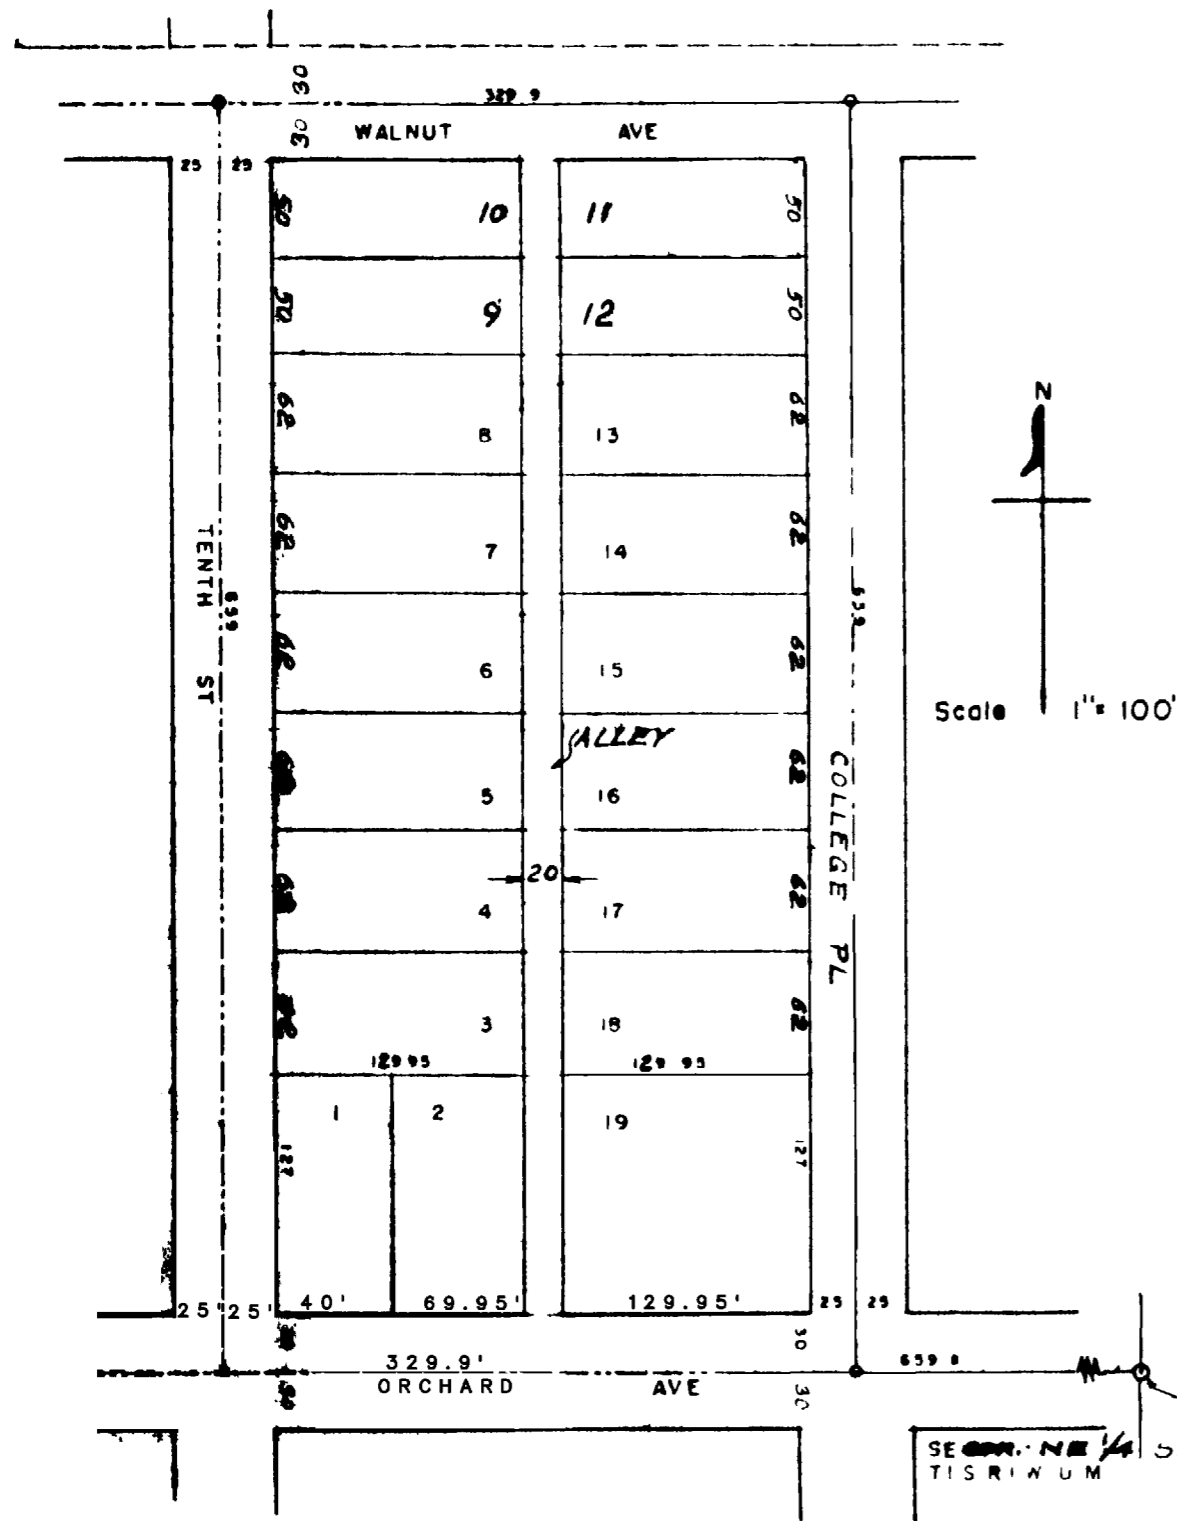 30
329.9
WALNUT AVE
30
25 25
50 10 11 50
50 9 12 50
62 8 13 62
N
62 7 14 62
TENTH ST
659
659
62 6 15 62
Scale 1"= 100'
ALLEY
5 16 62
COLLEGE PL
20
4 17 62
3 18 62
129.95 129.95
1 2 19
127 127
25' 25' 40' 69.95' 129.95' 25 25
30
329.9' 659.8
ORCHARD AVE
30
SE COR. NE 1/4 S
T1S R1W UM